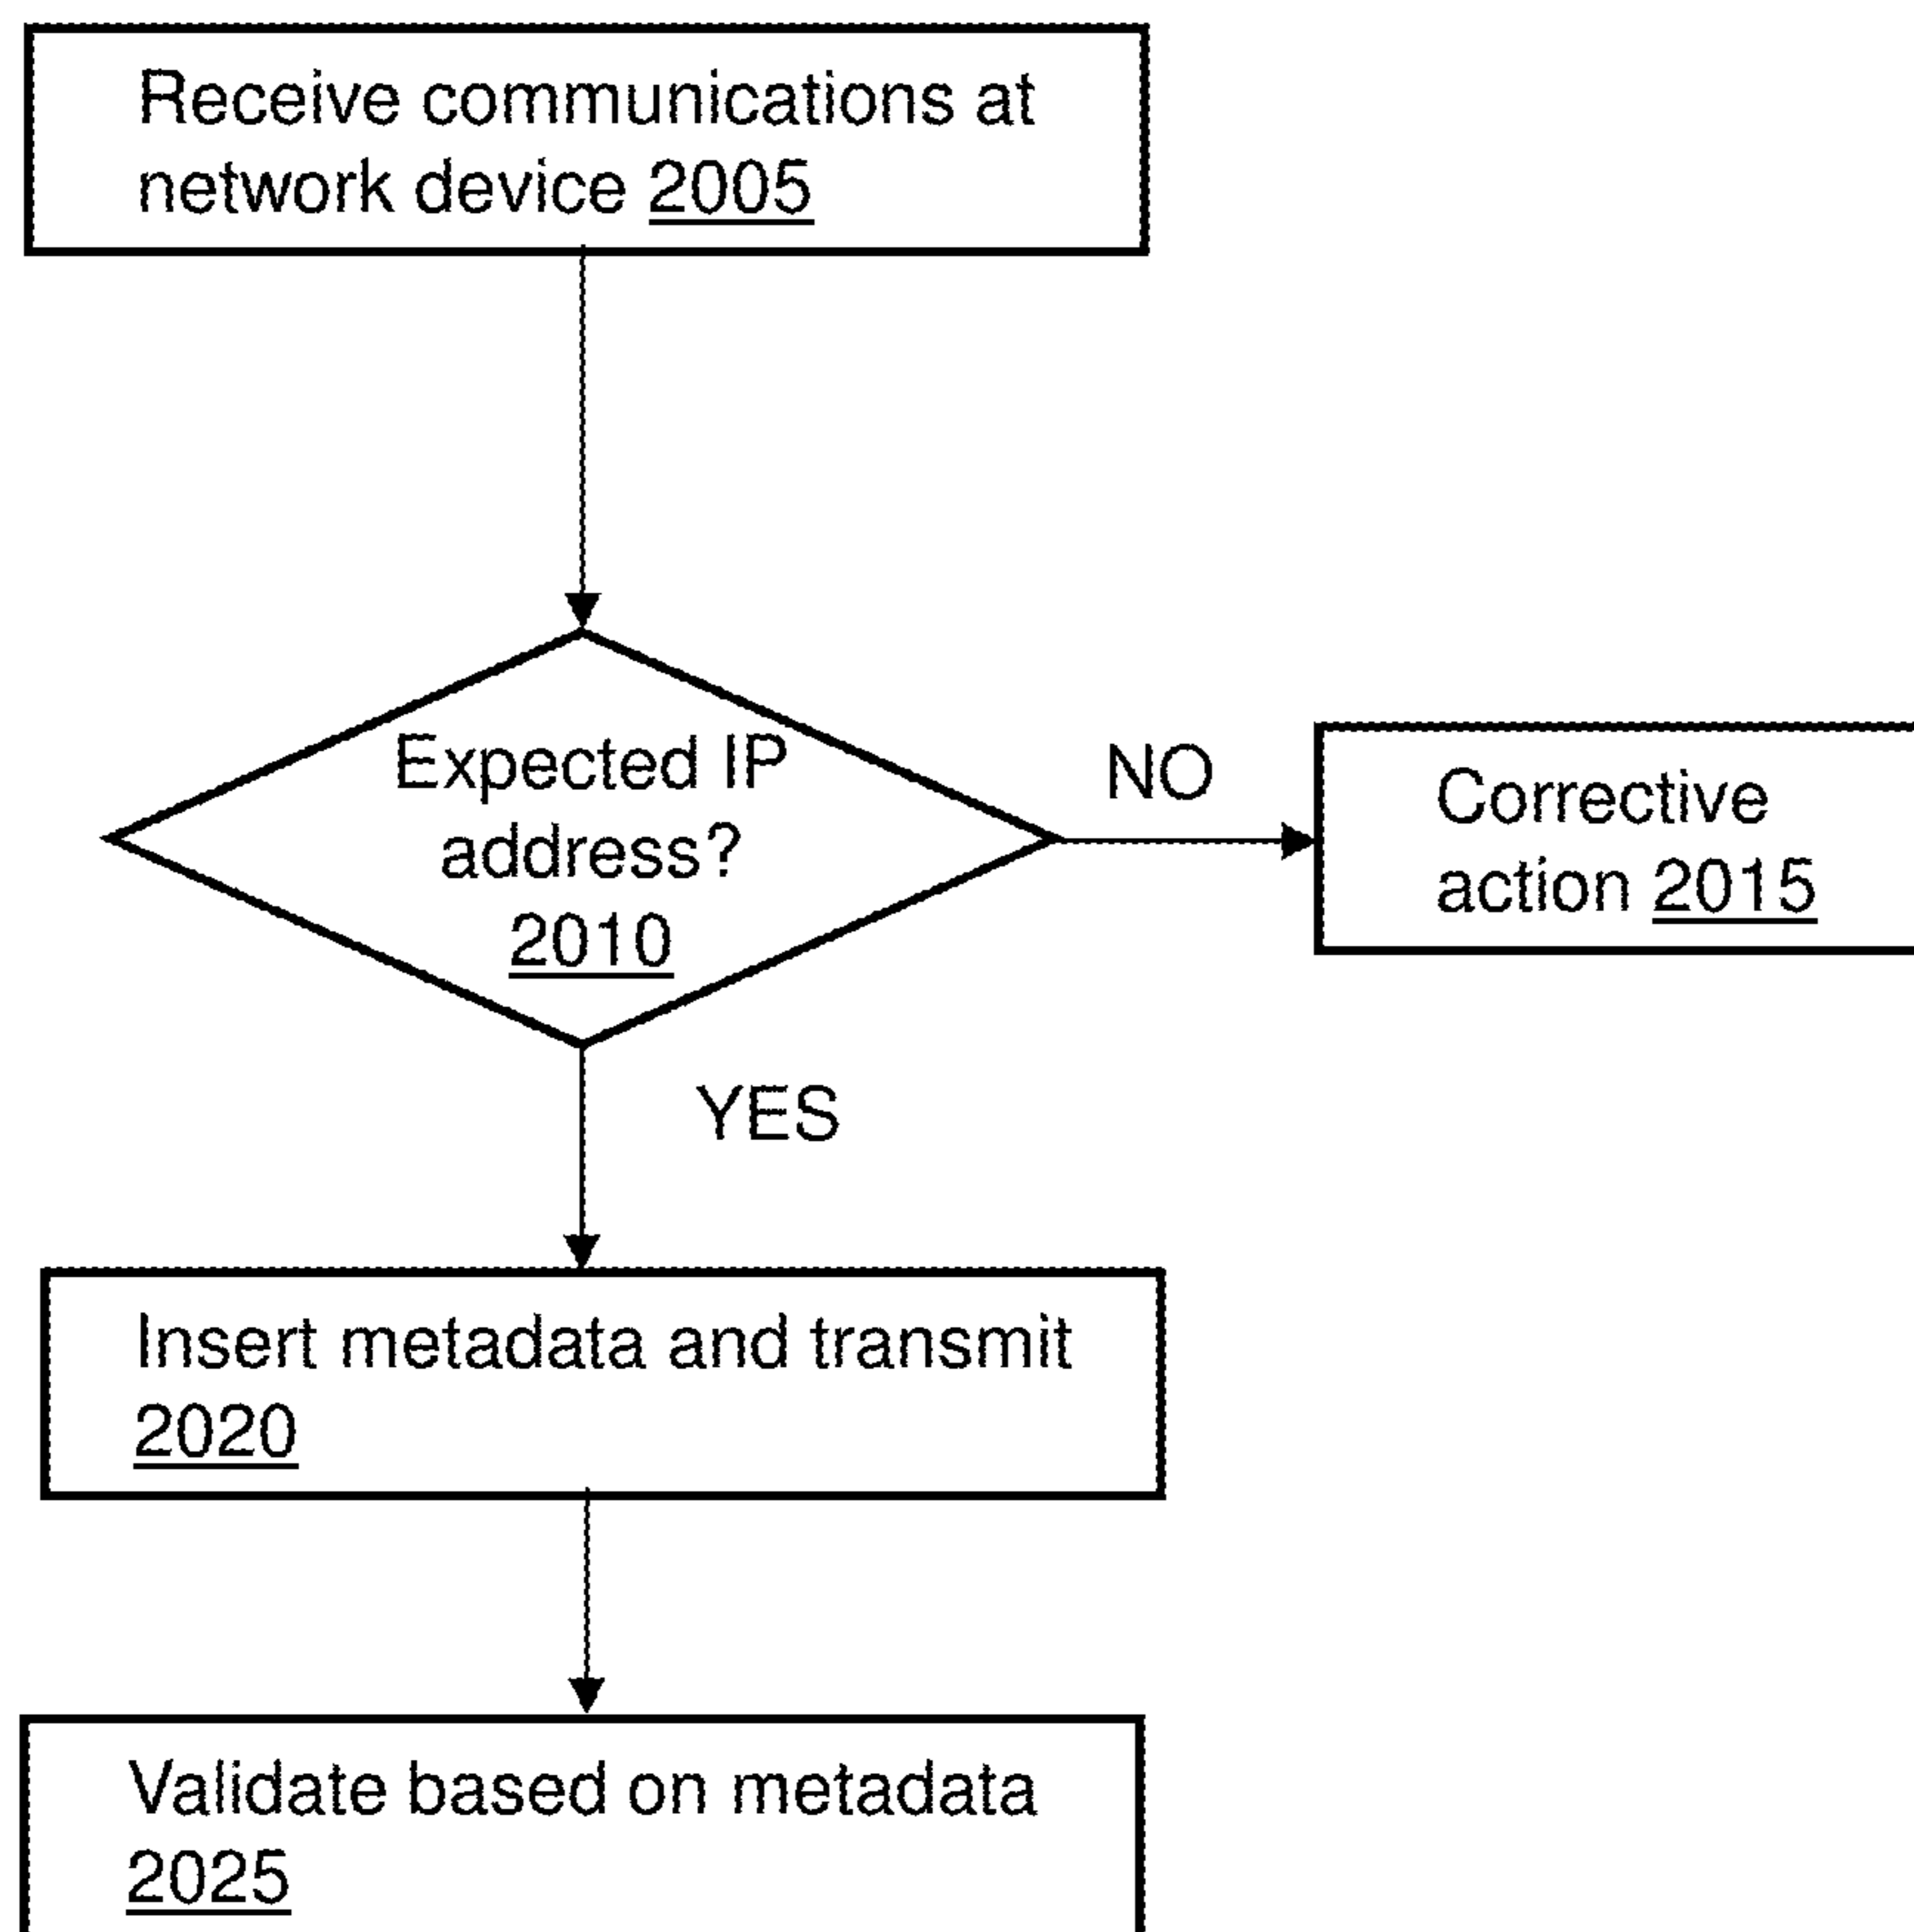 Receive communications at
network device 2005
Expected IP
address?
2010
NO
Corrective
action 2015
YES
Insert metadata and transmit
2020
Validate based on metadata
2025